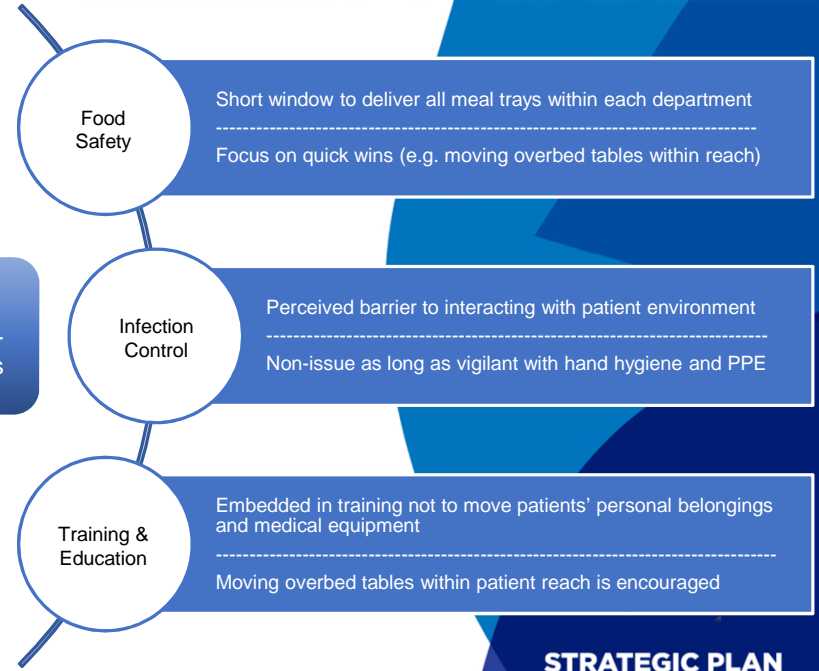 Food
Safety
Short window to deliver all meal trays within each department
--------------------------------------------------------------------------------
Focus on quick wins (e.g. moving overbed tables within reach)
Infection
Control
Perceived barrier to interacting with patient environment
--------------------------------------------------------------------------
Non-issue as long as vigilant with hand hygiene and PPE
Training &
Education
Embedded in training not to move patients’ personal belongings
and medical equipment
-----------------------------------------------------------------------------------
Moving overbed tables within patient reach is encouraged
STRATEGIC PLAN